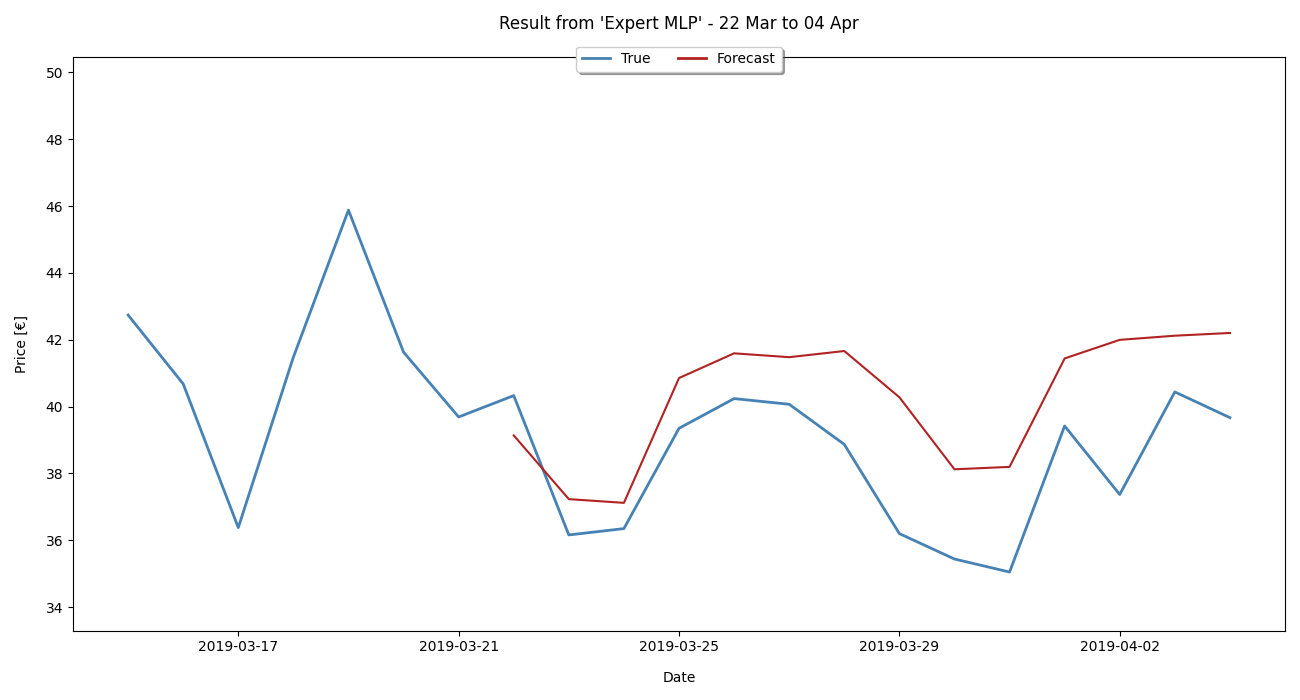 Result from 'Expert MLP' - 22 Mar to 04 Apr
True Forecast
50
48
46
44
42
40
38
36
34
Price [€]
2019-03-17 2019-03-21 2019-03-25 2019-03-29 2019-04-02
Date